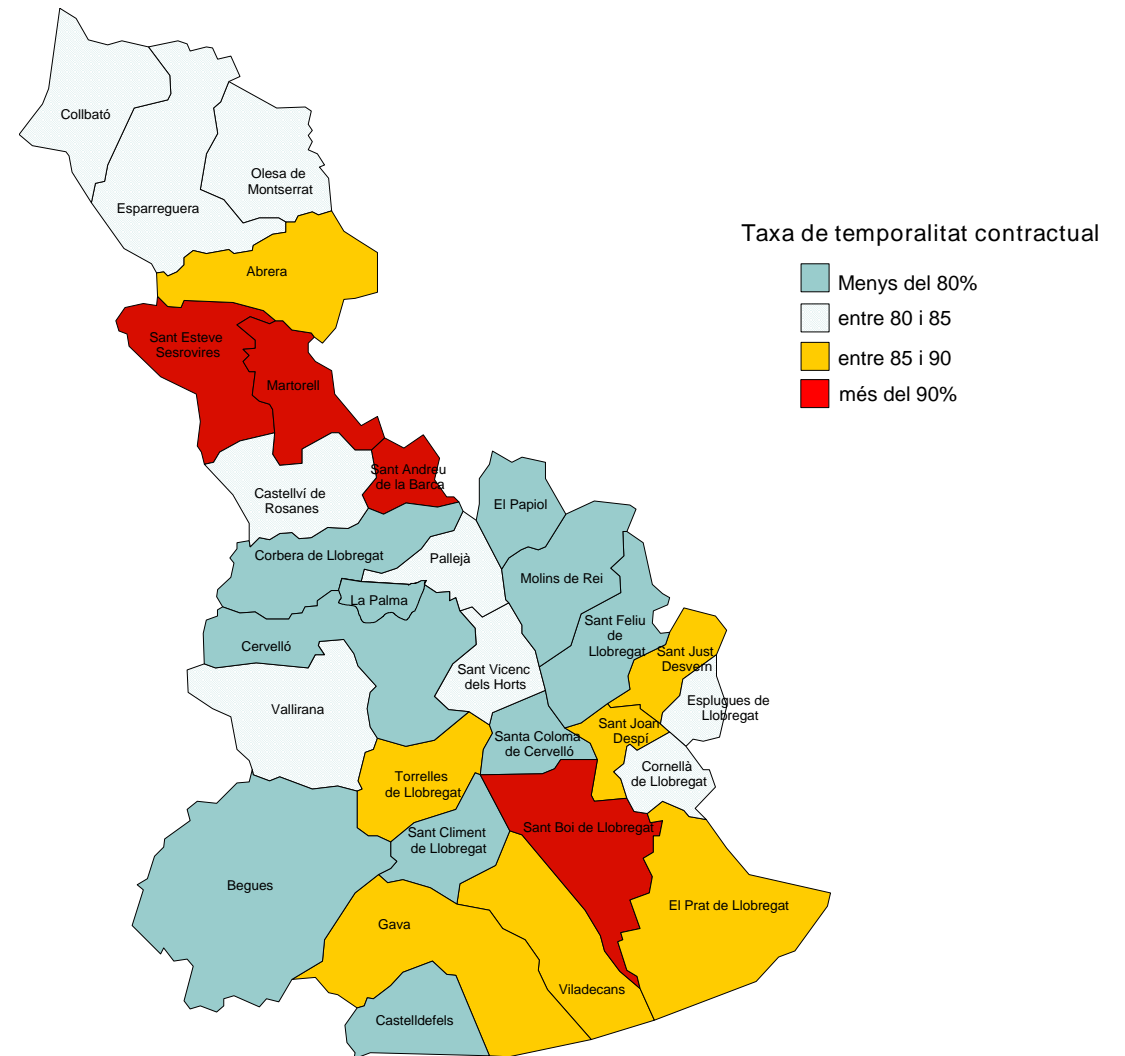 Collbató
Olesa de
Montserrat
Esparreguera
Taxa de temporalitat contractual
Abrera
Menys del 80%
entre 80 i 85
entre 85 i 90
més del 90%
Sant Esteve
Sesrovires
Martorell
Sant Andreu
de la Barca
Castellví de
Rosanes
El Papiol
Corbera de Llobregat
Pallejà
Molins de Rei
La Palma
Sant Feliu
de
Llobregat
Cervelló
Sant Just
Desvern
Sant Vicenc
dels Horts
Vallirana
Esplugues de
Llobregat
Sant Joan
Despí
Santa Coloma
de Cervelló
Cornellà
de Llobregat
Torrelles
de Llobregat
Sant Climent
de Llobregat
Sant Boi de Llobregat
Begues
El Prat de Llobregat
Gava
Viladecans
Castelldefels